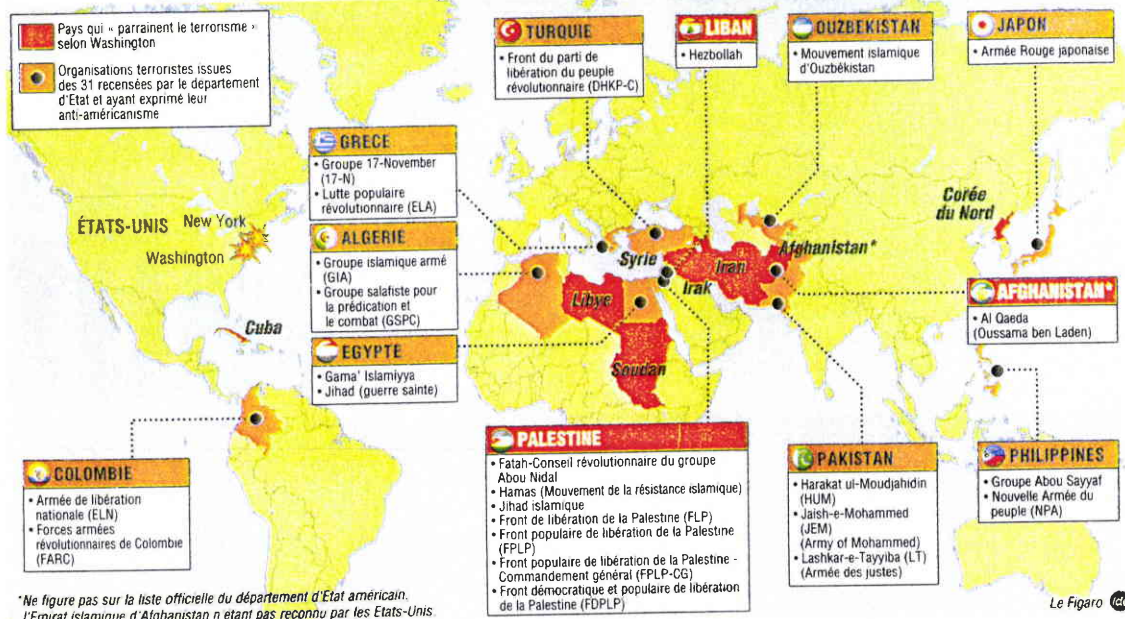 Pays qui « parrainent le terrorisme »
selon Washington
Organisations terroristes issues
des 31 recensées par le département
d'Etat et ayant exprimé leur
anti-américanisme
TURQUIE
• Front du parti de
libération du peuple
révolutionnaire (DHKP-C)
LIBAN
• Hezbollah
OUZBEKISTAN
• Mouvement islamique
d'Ouzbékistan
JAPON
• Armée Rouge japonaise
GRECE
• Groupe 17-November
(17-N)
• Lutte populaire
révolutionnaire (ELA)
ALGERIE
• Groupe islamique armé
(GIA)
• Groupe salafiste pour
la prédication et
le combat (GSPC)
EGYPTE
• Gama' Islamiyya
• Jihad (guerre sainte)
ÉTATS-UNIS
New York
Washington
Cuba
Syrie
Libye
Soudan
Irak
Iran
Afghanistan*
Corée
du Nord
AFGHANISTAN*
• Al Qaeda
(Oussama ben Laden)
COLOMBIE
• Armée de libération
nationale (ELN)
• Forces armées
révolutionnaires de Colombie
(FARC)
PALESTINE
• Fatah-Conseil révolutionnaire du groupe
Abou Nidal
• Hamas (Mouvement de la résistance islamique)
• Jihad islamique
• Front de libération de la Palestine (FLP)
• Front populaire de libération de la Palestine
(FPLP)
• Front populaire de libération de la Palestine -
Commandement général (FPLP-CG)
• Front démocratique et populaire de libération
de la Palestine (FDPLP)
PAKISTAN
• Harakat ul-Moudjahidin
(HUM)
• Jaish-e-Mohammed
(JEM)
(Army of Mohammed)
• Lashkar-e-Tayyiba (LT)
(Armée des justes)
PHILIPPINES
• Groupe Abou Sayyaf
• Nouvelle Armée du
peuple (NPA)
*Ne figure pas sur la liste officielle du département d'Etat américain,
l'Emirat islamique d'Afghanistan n'étant pas reconnu par les Etats-Unis.
Le Figaro